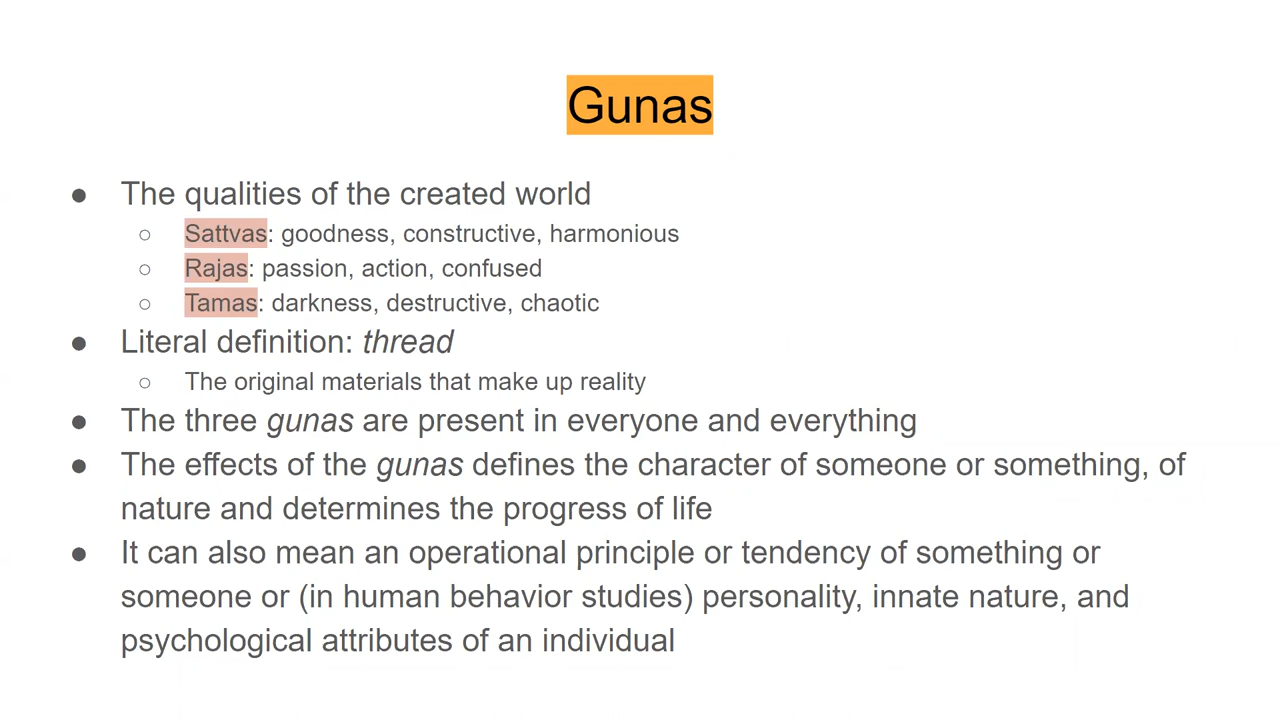 Gunas
● The qualities of the created world
○ Sattvas: goodness, constructive, harmonious
○ Rajas: passion, action, confused
○ Tamas: darkness, destructive, chaotic
● Literal definition: thread
○ The original materials that make up reality
● The three gunas are present in everyone and everything
● The effects of the gunas defines the character of someone or something, of
nature and determines the progress of life
● It can also mean an operational principle or tendency of something or
someone or (in human behavior studies) personality, innate nature, and
psychological attributes of an individual